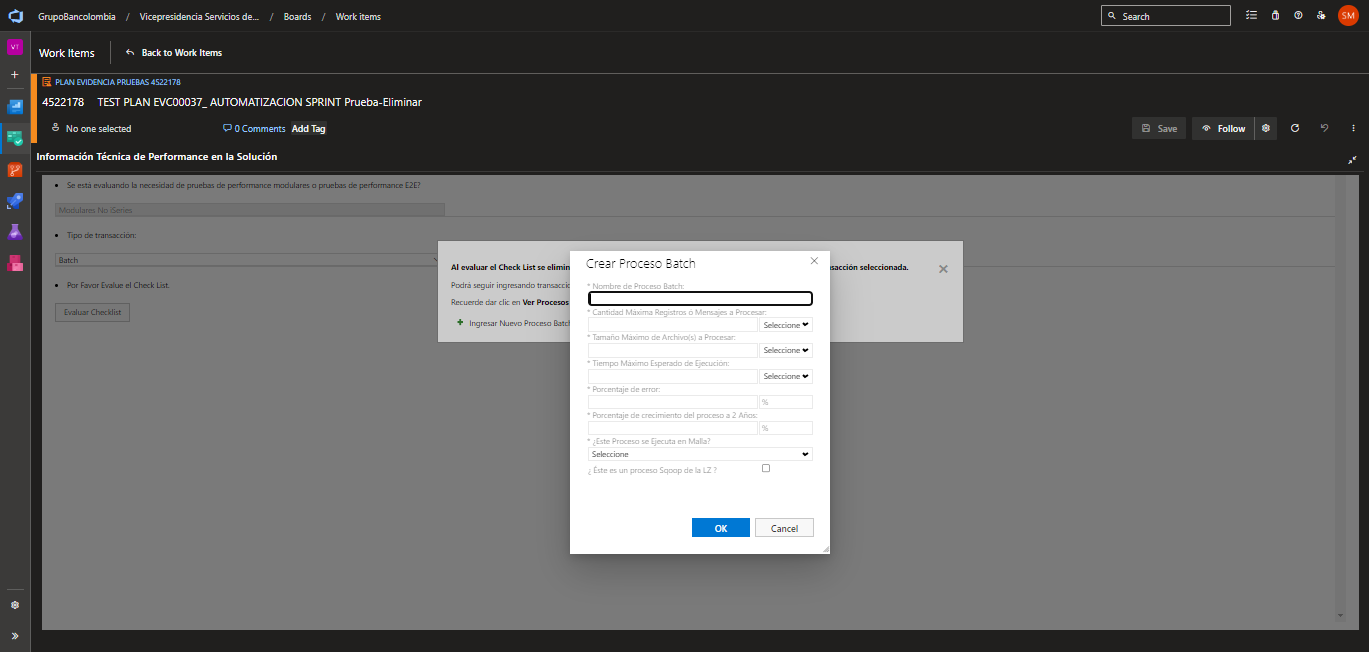 GrupoBancolombia / Vicepresidencia Servicios de... / Boards / Work items
Search
SM
VT
Work Items
Back to Work Items
PLAN EVIDENCIA PRUEBAS 4522178
4522178 TEST PLAN EVC00037_ AUTOMATIZACION SPRINT Prueba-Eliminar
No one selected
0 Comments
Add Tag
Save
Follow
Información Técnica de Performance en la Solución
Se está evaluando la necesidad de pruebas de performance modulares o pruebas de performance E2E?
Modulares No iSeries
Tipo de transacción:
Batch
Por Favor Evalue el Check List.
Evaluar Checklist
Al evaluar el Check List se elimin
sacción seleccionada.
Podrá seguir ingresando transaccio
Recuerde dar clic en Ver Procesos
Ingresar Nuevo Proceso Batch
Crear Proceso Batch
* Nombre de Proceso Batch:
* Cantidad Máxima Registros ó Mensajes a Procesar:
Seleccione
* Tamaño Máximo de Archivo(s) a Procesar:
Seleccione
* Tiempo Máximo Esperado de Ejecución:
Seleccione
* Porcentaje de error:
%
* Porcentaje de crecimiento del proceso a 2 Años:
%
* ¿Este Proceso se Ejecuta en Malla?
Seleccione
¿ Éste es un proceso Sqoop de la LZ ?
OK
Cancel